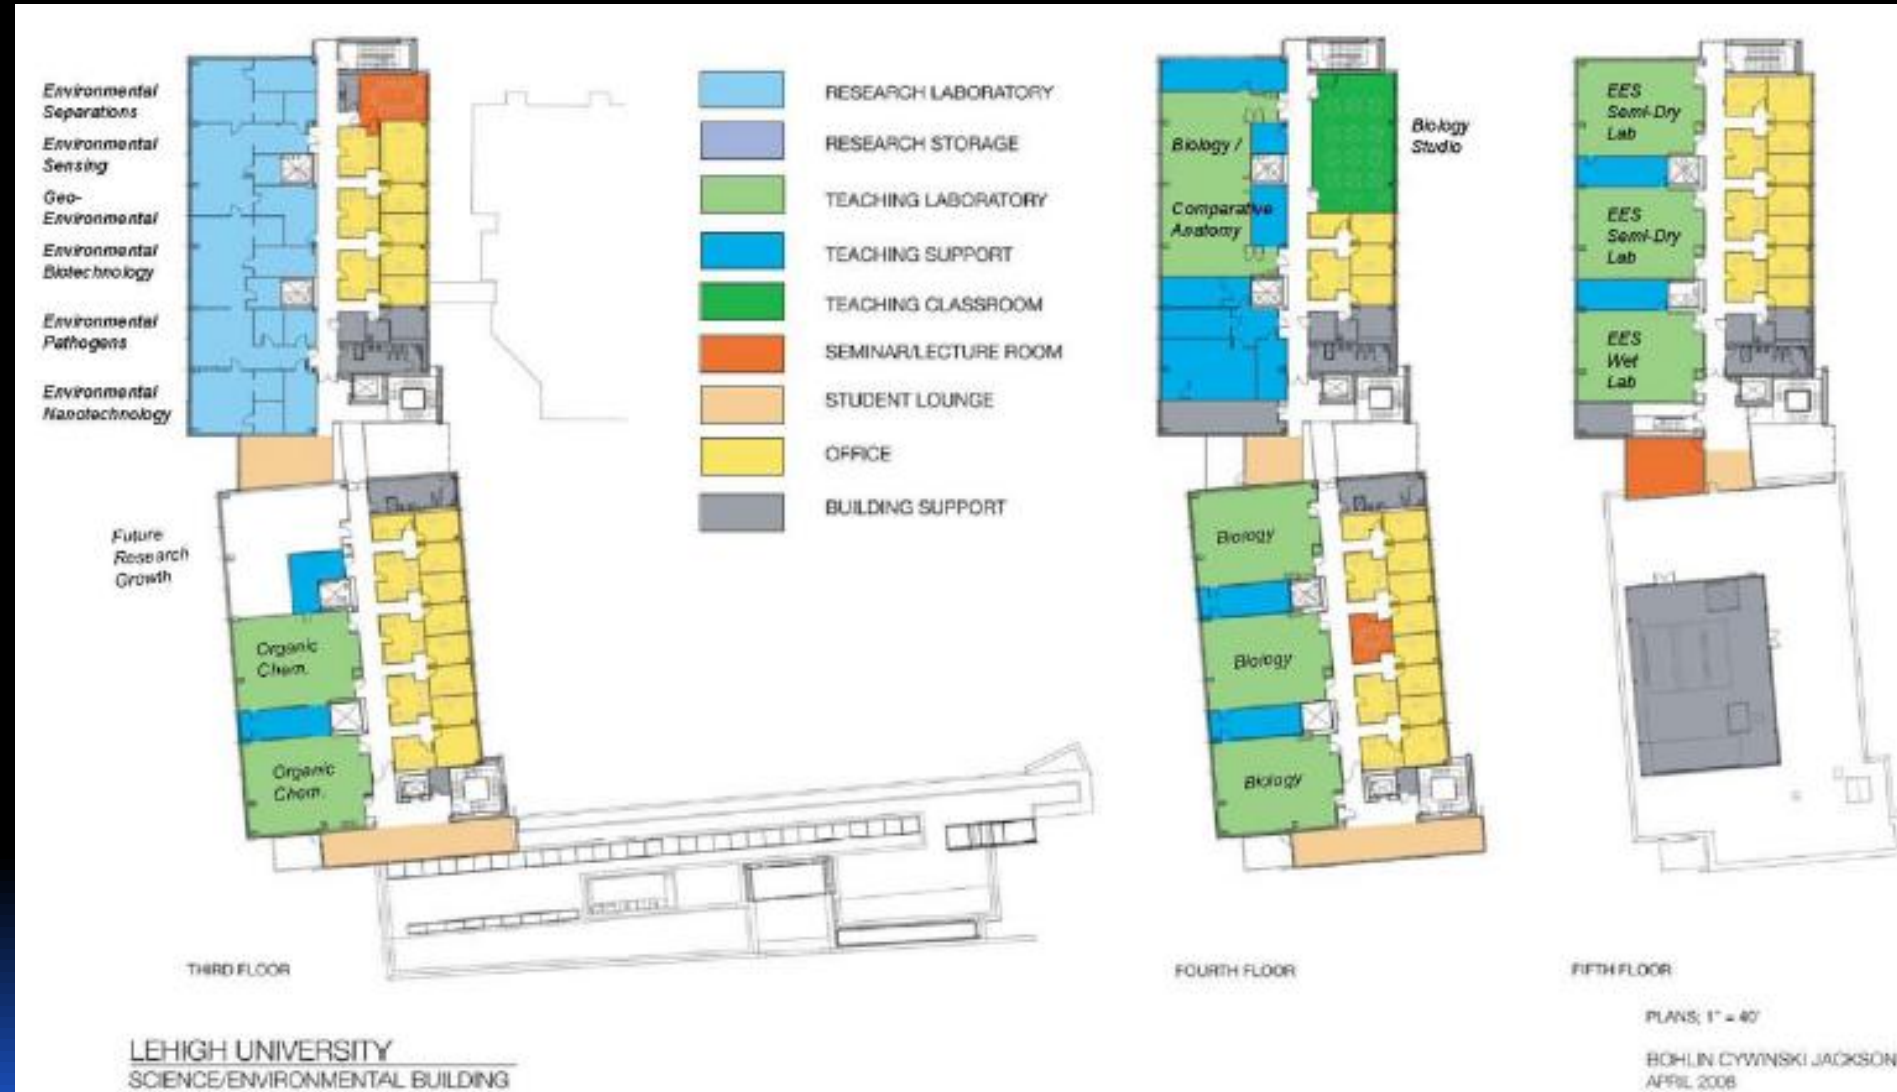 Environmental
Separations
Environmental
Sensing
Geo-
Environmental
Environmental
Biotechnology
Environmental
Pathogens
Environmental
Nanotechnology
Future
Research
Growth
Organic
Chem.
Organic
Chem.
THIRD FLOOR
RESEARCH LABORATORY
RESEARCH STORAGE
TEACHING LABORATORY
TEACHING SUPPORT
TEACHING CLASSROOM
SEMINAR/LECTURE ROOM
STUDENT LOUNGE
OFFICE
BUILDING SUPPORT
Biology /
Comparative
Anatomy
Biology
Studio
Biology
Biology
Biology
FOURTH FLOOR
EES
Semi-Dry
Lab
EES
Semi-Dry
Lab
EES
Wet
Lab
FIFTH FLOOR
LEHIGH UNIVERSITY
SCIENCE/ENVIRONMENTAL BUILDING
PLANS; 1" = 40'
BOHLIN CYWINSKI JACKSON
APRIL 2008